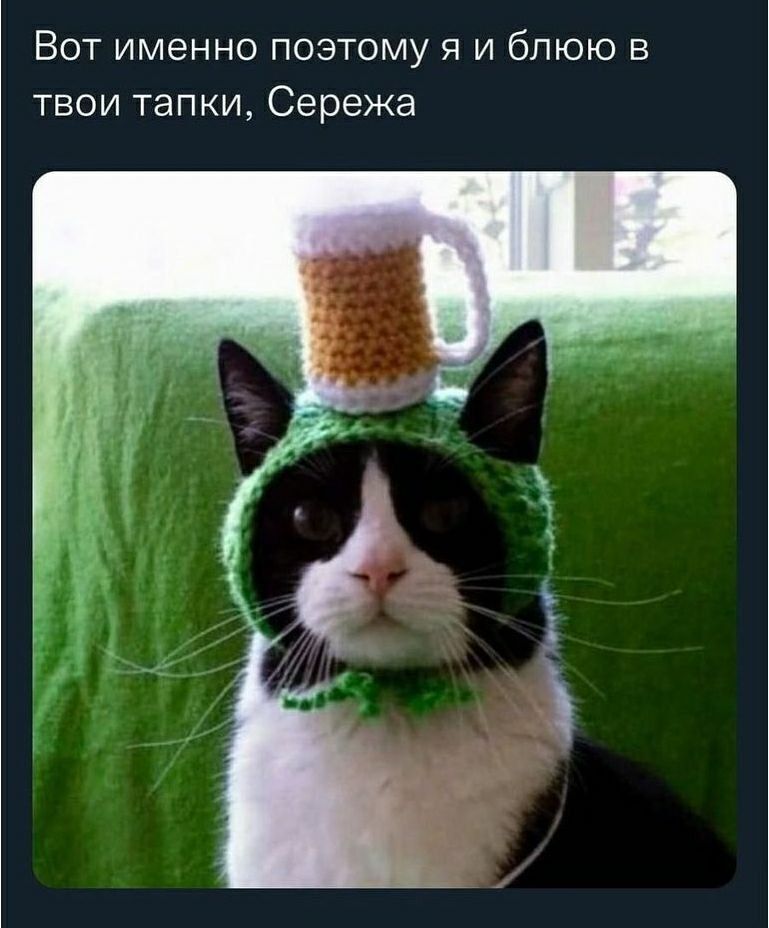 Вот именно поэтому я и блюю в
твои тапки, Сережа